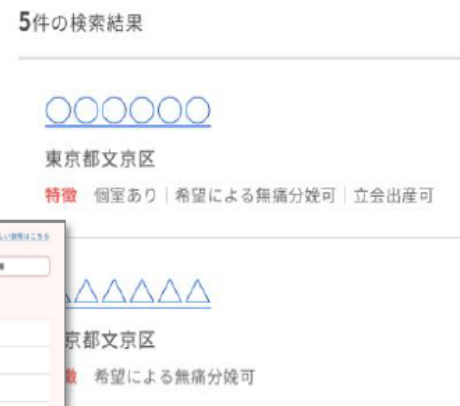 5件の検索結果
〇〇〇〇〇〇
東京都文京区
特徴 個室あり｜希望による無痛分娩可｜立会出産可
△△△△△△
京都文京区
徴 希望による無痛分娩可